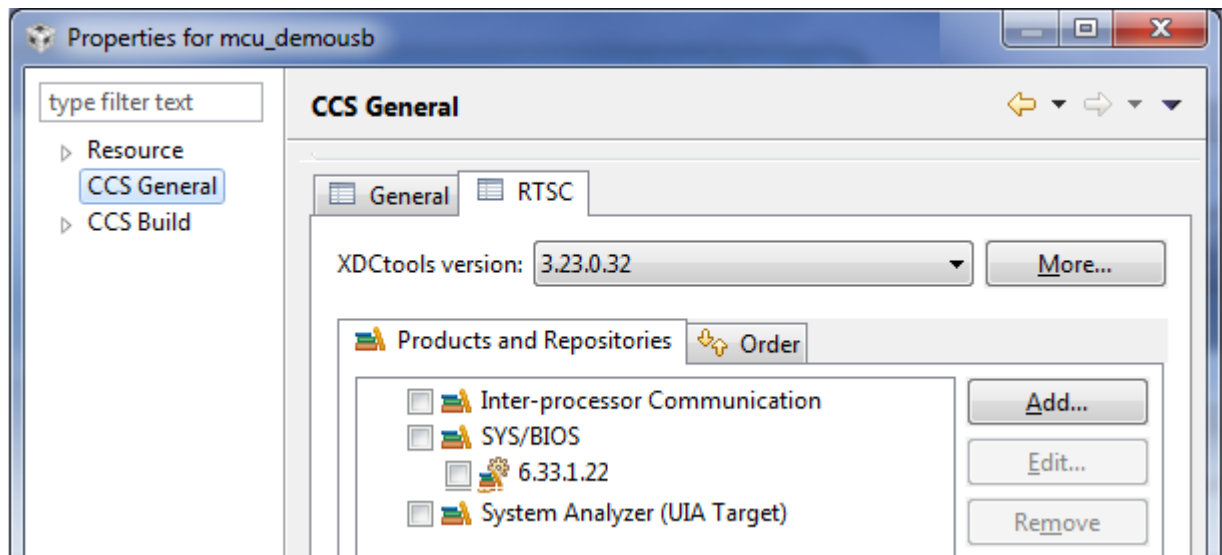 Properties for mcu_demousb
type filter text
Resource
CCS General
CCS Build
CCS General
General
RTSC
XDCtools version: 3.23.0.32 More...
Products and Repositories
Order
Inter-processor Communication
SYS/BIOS
6.33.1.22
System Analyzer (UIA Target)
Add...
Edit...
Remove